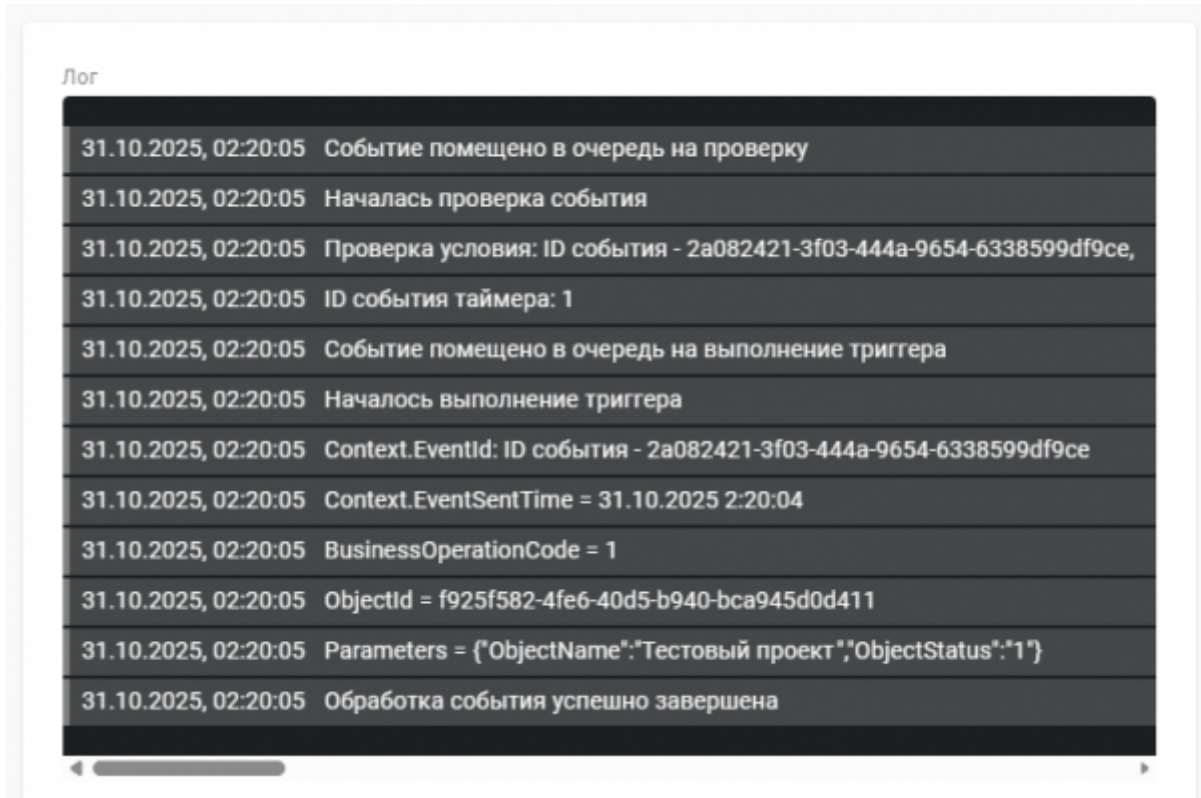 Лог
31.10.2025, 02:20:05 Событие помещено в очередь на проверку
31.10.2025, 02:20:05 Началась проверка события
31.10.2025, 02:20:05 Проверка условия: ID события - 2a082421-3f03-444a-9654-6338599df9ce,
31.10.2025, 02:20:05 ID события таймера: 1
31.10.2025, 02:20:05 Событие помещено в очередь на выполнение триггера
31.10.2025, 02:20:05 Началось выполнение триггера
31.10.2025, 02:20:05 Context.EventId: ID события - 2a082421-3f03-444a-9654-6338599df9ce
31.10.2025, 02:20:05 Context.EventSentTime = 31.10.2025 2:20:04
31.10.2025, 02:20:05 BusinessOperationCode = 1
31.10.2025, 02:20:05 ObjectId = f925f582-4fe6-40d5-b940-bca945d0d411
31.10.2025, 02:20:05 Parameters = {"ObjectName":"Тестовый проект","ObjectStatus":"1"}
31.10.2025, 02:20:05 Обработка события успешно завершена